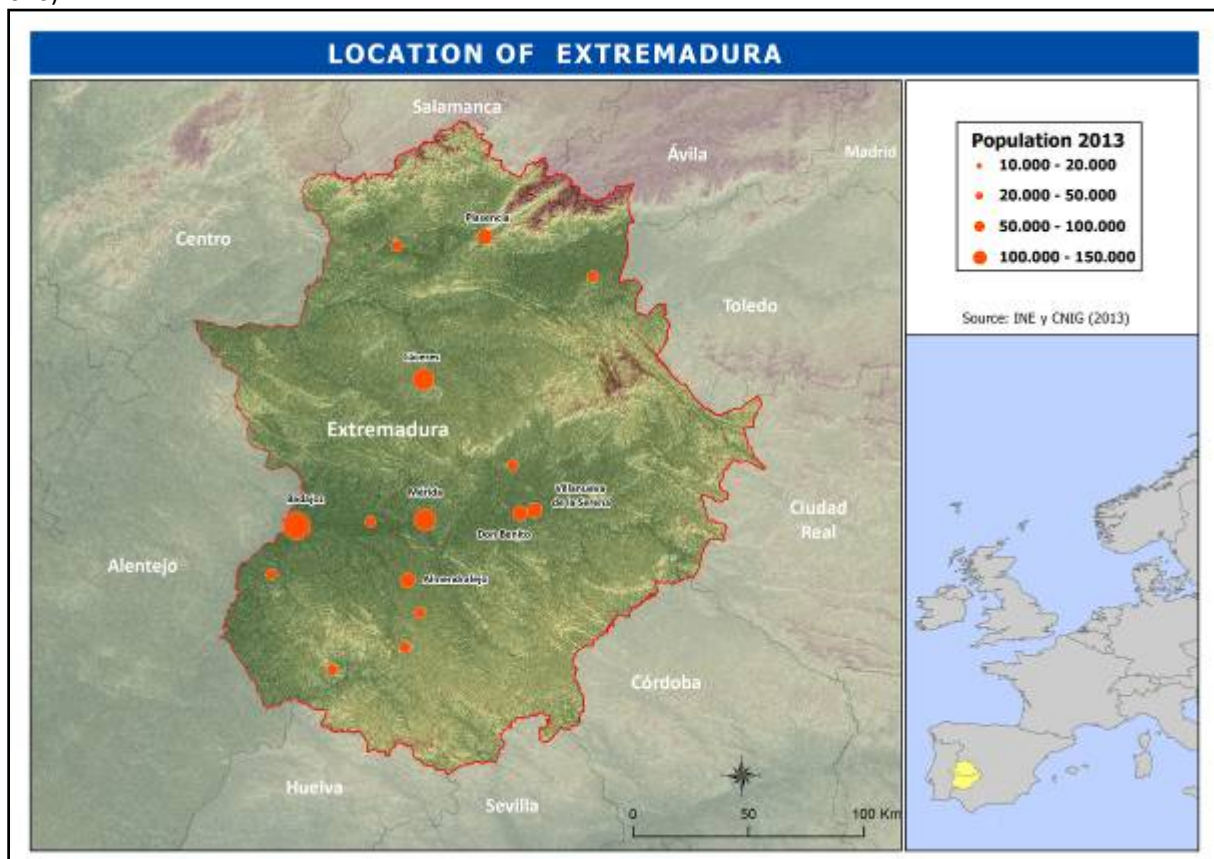 LOCATION OF EXTREMADURA
Salamanca
Ávila
Madrid
Centro
Plasencia
Toledo
Cáceres
Extremadura
Badajoz
Mérida
Villanueva
de la Serena
Don Benito
Ciudad
Real
Alentejo
Almendralejo
Córdoba
Huelva
Sevilla
0
50
100 Km
Population 2013
10.000 - 20.000
20.000 - 50.000
50.000 - 100.000
100.000 - 150.000
Source: INE y CNIG (2013)